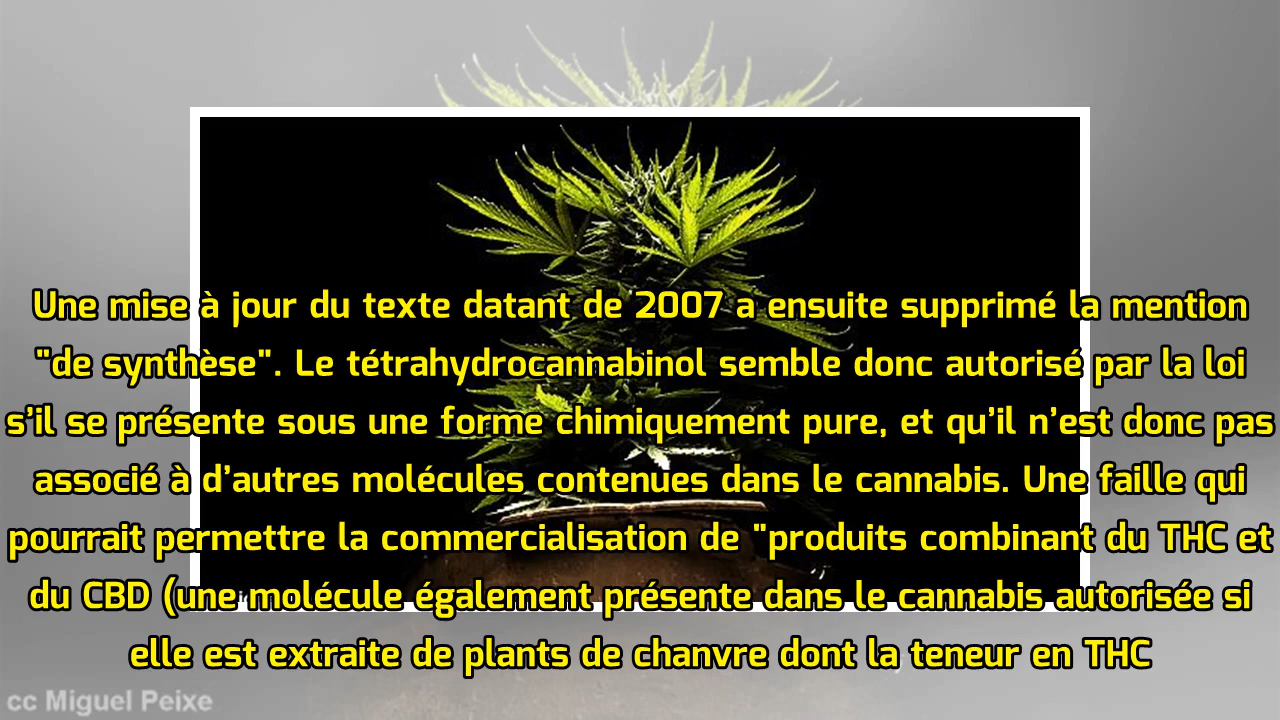 Une mise à jour du texte datant de 2007 a ensuite supprimé la mention
"de synthèse". Le tétrahydrocannabinol semble donc autorisé par la loi
s’il se présente sous une forme chimiquement pure, et qu’il n’est donc pas
associé à d’autres molécules contenues dans le cannabis. Une faille qui
pourrait permettre la commercialisation de "produits combinant du THC et
du CBD (une molécule également présente dans le cannabis autorisée si
elle est extraite de plants de chanvre dont la teneur en THC
cc Miguel Peixe